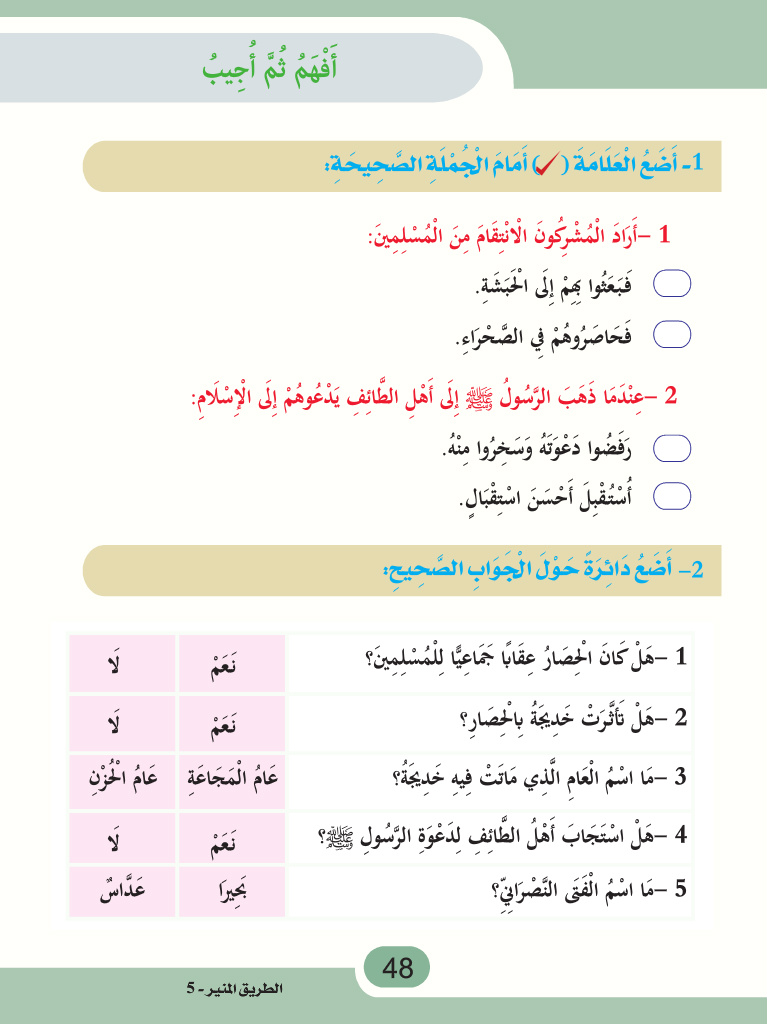 أَفْهَمُ ثُمَّ أُجِيبُ
1- أَضَعُ الْعَلَامَةَ (✓) أَمَامَ الْجُمْلَةِ الصَّحِيحَةِ:
1 –أَرَادَ الْمُشْرِكُونَ الْانْتِقَامَ مِنَ الْمُسْلِمِينَ:
فَبَعَثُوا بِهِمْ إِلَى الْحَبَشَةِ.
فَحَاصَرُوهُمْ فِي الصَّحْرَاءِ.
2 –عِنْدَمَا ذَهَبَ الرَّسُولُ ﷺ إِلَى أَهْلِ الطَّائِفِ يَدْعُوهُمْ إِلَى الْإِسْلَامِ:
رَفَضُوا دَعْوَتَهُ وَسَخِرُوا مِنْهُ.
أُسْتُقْبِلَ أَحْسَنَ اسْتِقْبَالٍ.
2- أَضَعُ دَائِرَةً حَوْلَ الْجَوَابِ الصَّحِيحِ:
1 –هَلْ كَانَ الْحِصَارُ عِقَابًا جَمَاعِيًّا لِلْمُسْلِمِينَ؟ نَعَمْ لَا
2 –هَلْ تَأَثَّرَتْ خَدِيجَةُ بِالْحِصَارِ؟ نَعَمْ لَا
3 –مَا اسْمُ الْعَامِ الَّذِي مَاتَتْ فِيهِ خَدِيجَةُ؟ عَامُ الْمَجَاعَةِ عَامُ الْحُزْنِ
4 –هَلْ اسْتَجَابَ أَهْلُ الطَّائِفِ لِدَعْوَةِ الرَّسُولِ ﷺ؟ نَعَمْ لَا
5 –مَا اسْمُ الْفَتَى النَّصْرَانِيِّ؟ بَحِيرَا عَدَّاسٌ
48
الطريق المنير - 5